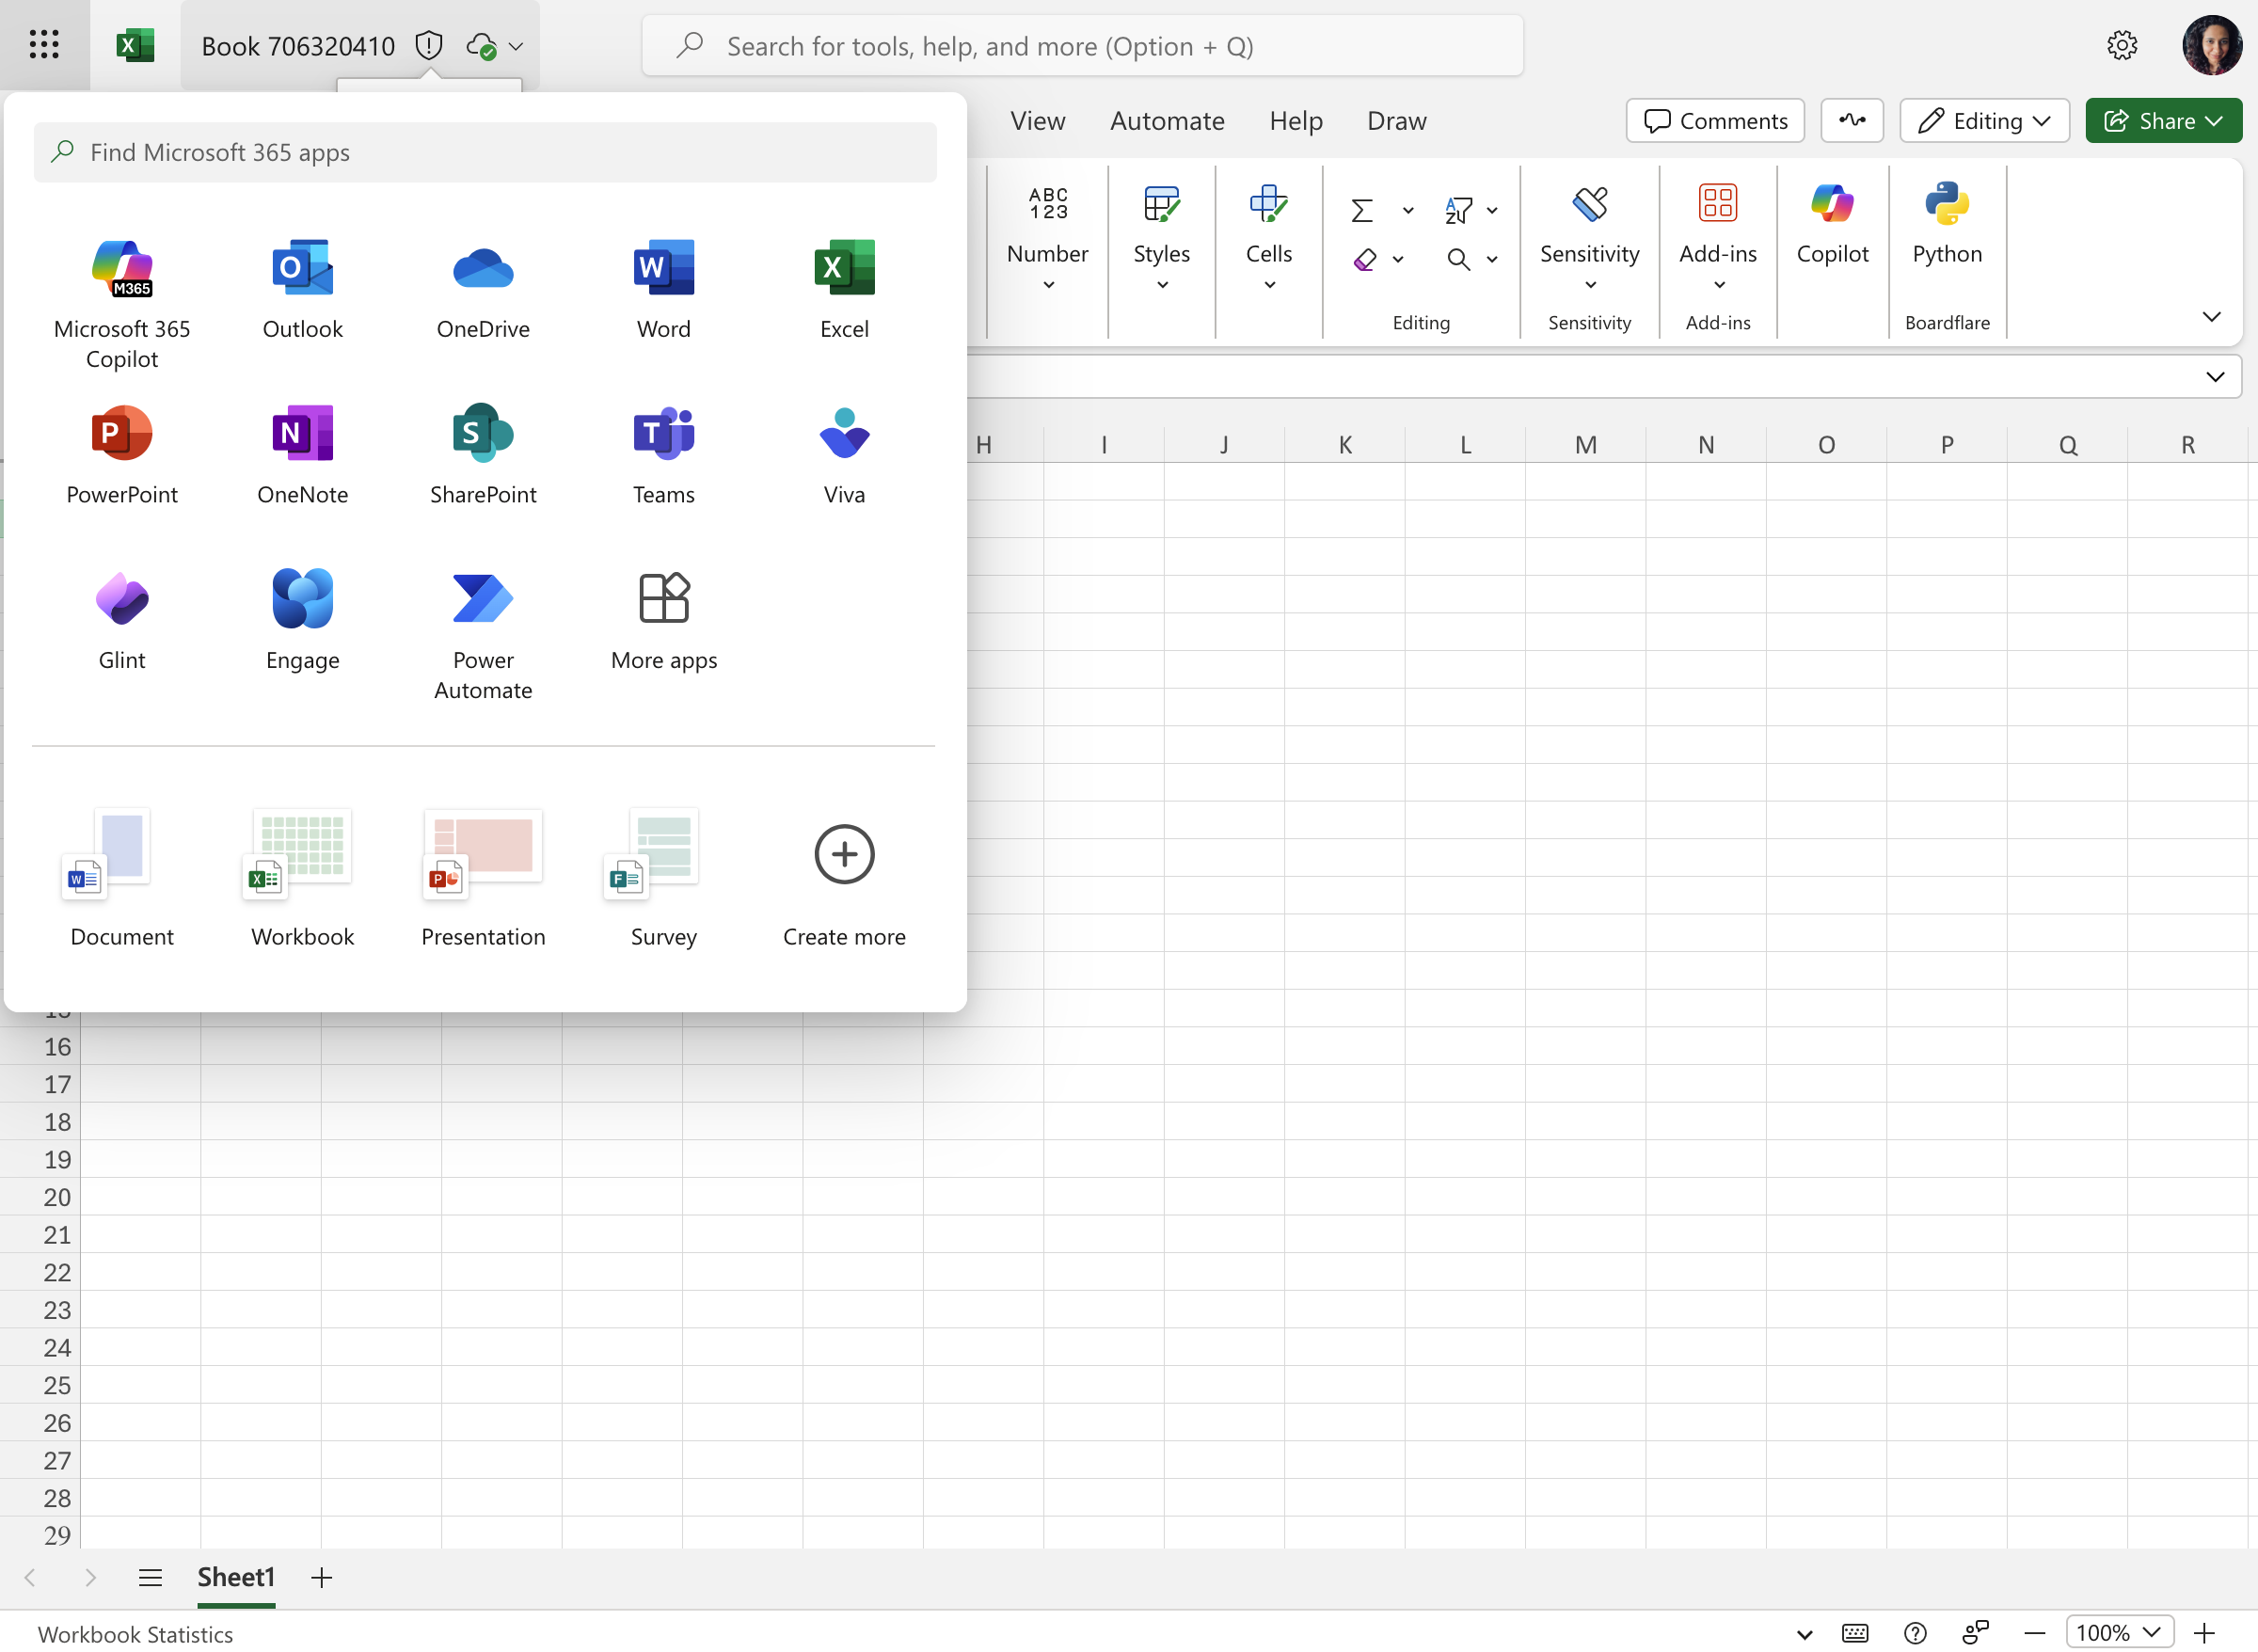 Book 706320410
Search for tools, help, and more (Option + Q)
Find Microsoft 365 apps
View
Automate
Help
Draw
Comments
Editing
Share
M365
Microsoft 365
Copilot
Outlook
OneDrive
Word
Excel
PowerPoint
OneNote
SharePoint
Teams
Viva
Glint
Engage
Power
Automate
More apps
Document
Workbook
Presentation
Survey
Create more
ABC
123
Number
Styles
Cells
Editing
Sensitivity
Sensitivity
Add-ins
Add-ins
Copilot
Python
Boardflare
H I J K L M N O P Q R
15
16
17
18
19
20
21
22
23
24
25
26
27
28
29
Sheet1
Workbook Statistics
100%